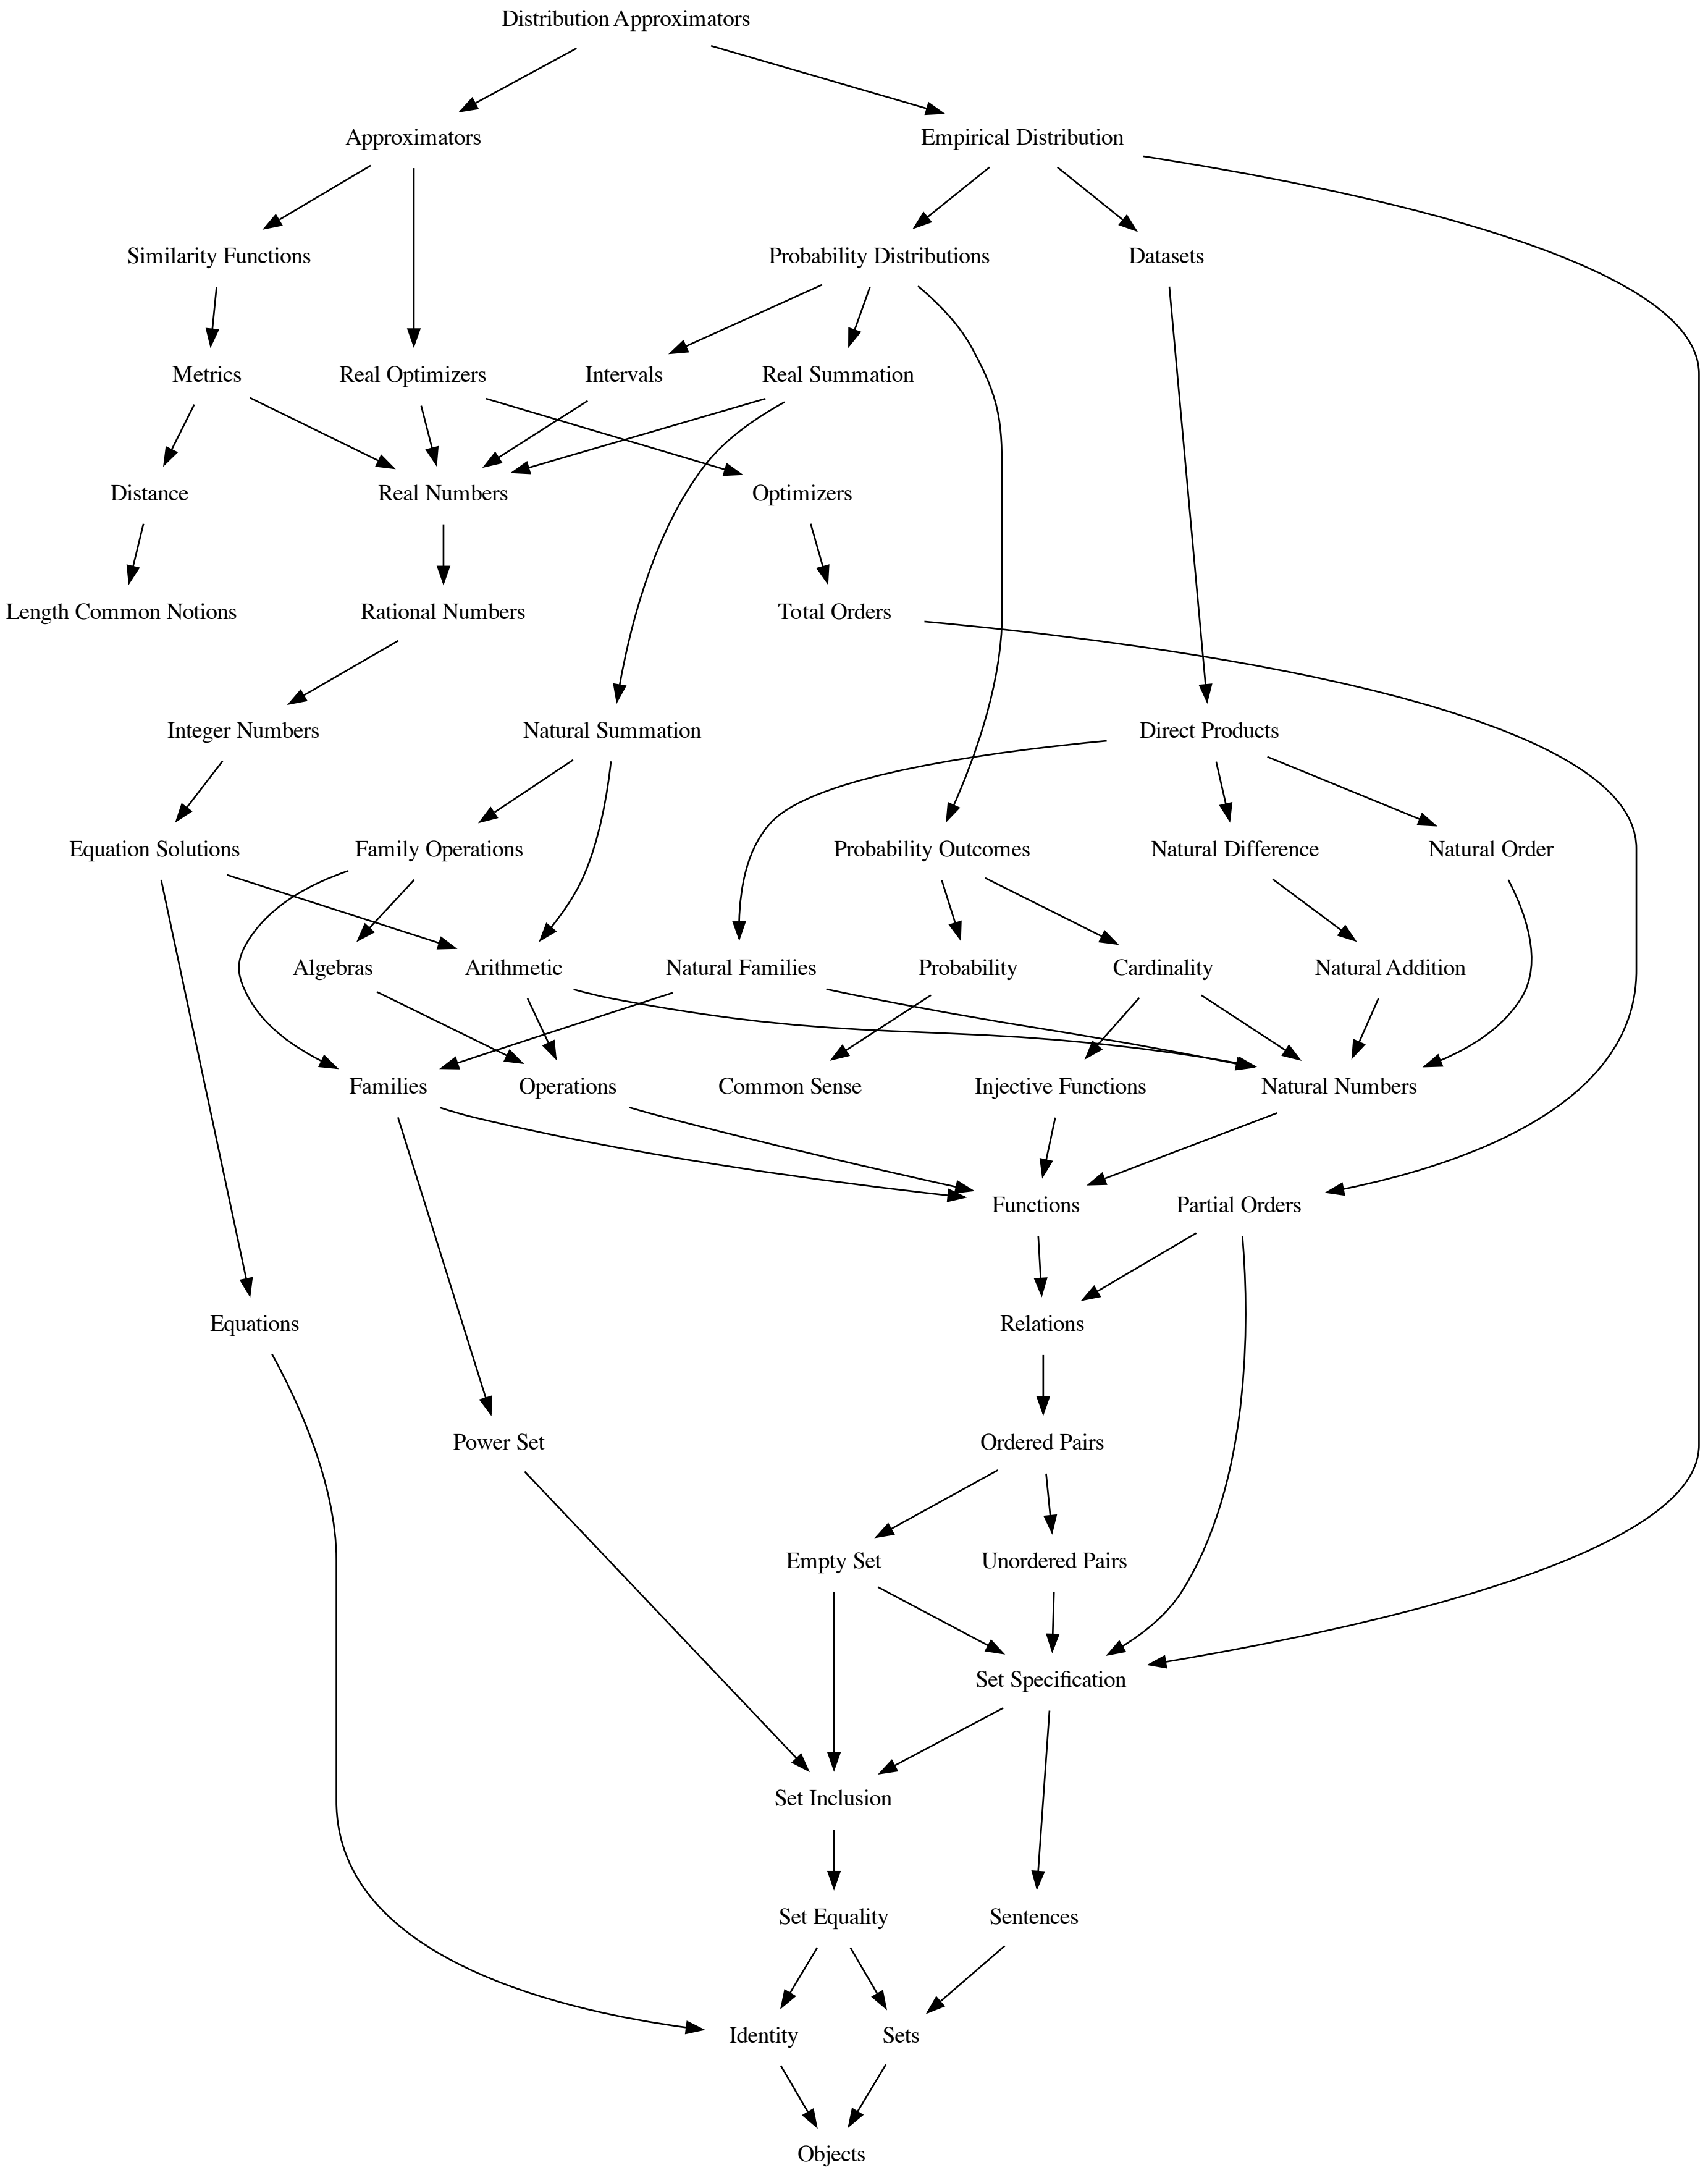 Distribution Approximators
Approximators
Empirical Distribution
Similarity Functions
Probability Distributions
Datasets
Metrics
Real Optimizers
Intervals
Real Summation
Distance
Real Numbers
Optimizers
Length Common Notions
Rational Numbers
Total Orders
Integer Numbers
Natural Summation
Direct Products
Equation Solutions
Family Operations
Probability Outcomes
Natural Difference
Natural Order
Algebras
Arithmetic
Natural Families
Probability
Cardinality
Natural Addition
Families
Operations
Common Sense
Injective Functions
Natural Numbers
Functions
Partial Orders
Equations
Relations
Power Set
Ordered Pairs
Empty Set
Unordered Pairs
Set Specification
Set Inclusion
Set Equality
Sentences
Identity
Sets
Objects